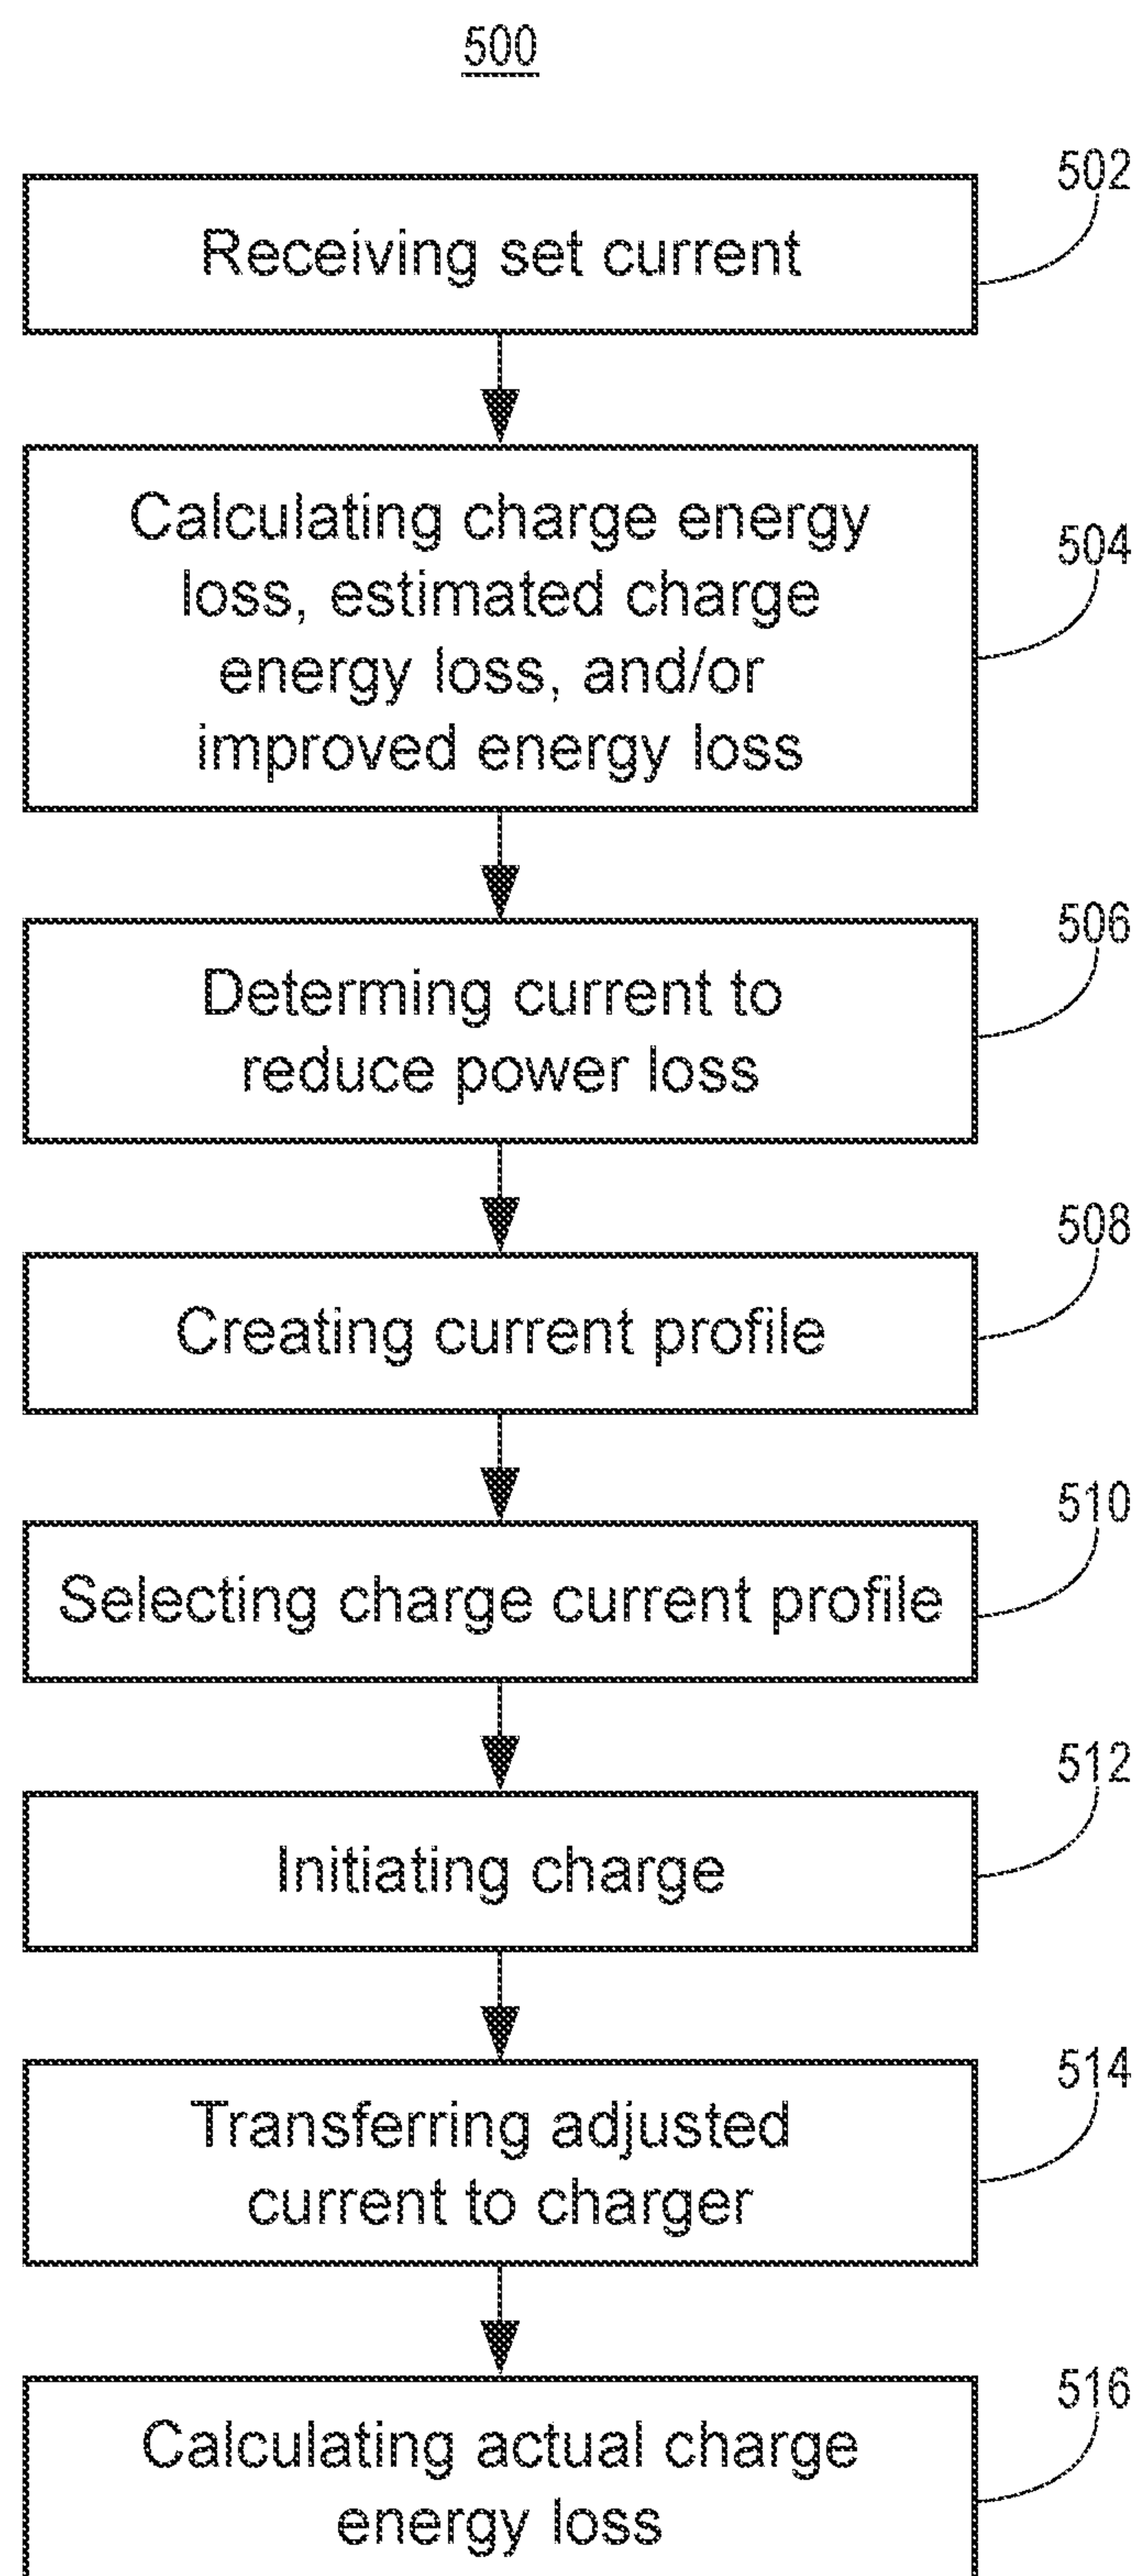 500
502
Receiving set current
504
Calculating charge energy
loss, estimated charge
energy loss, and/or
improved energy loss
506
Determing current to
reduce power loss
508
Creating current profile
510
Selecting charge current profile
512
Initiating charge
514
Transferring adjusted
current to charger
516
Calculating actual charge
energy loss